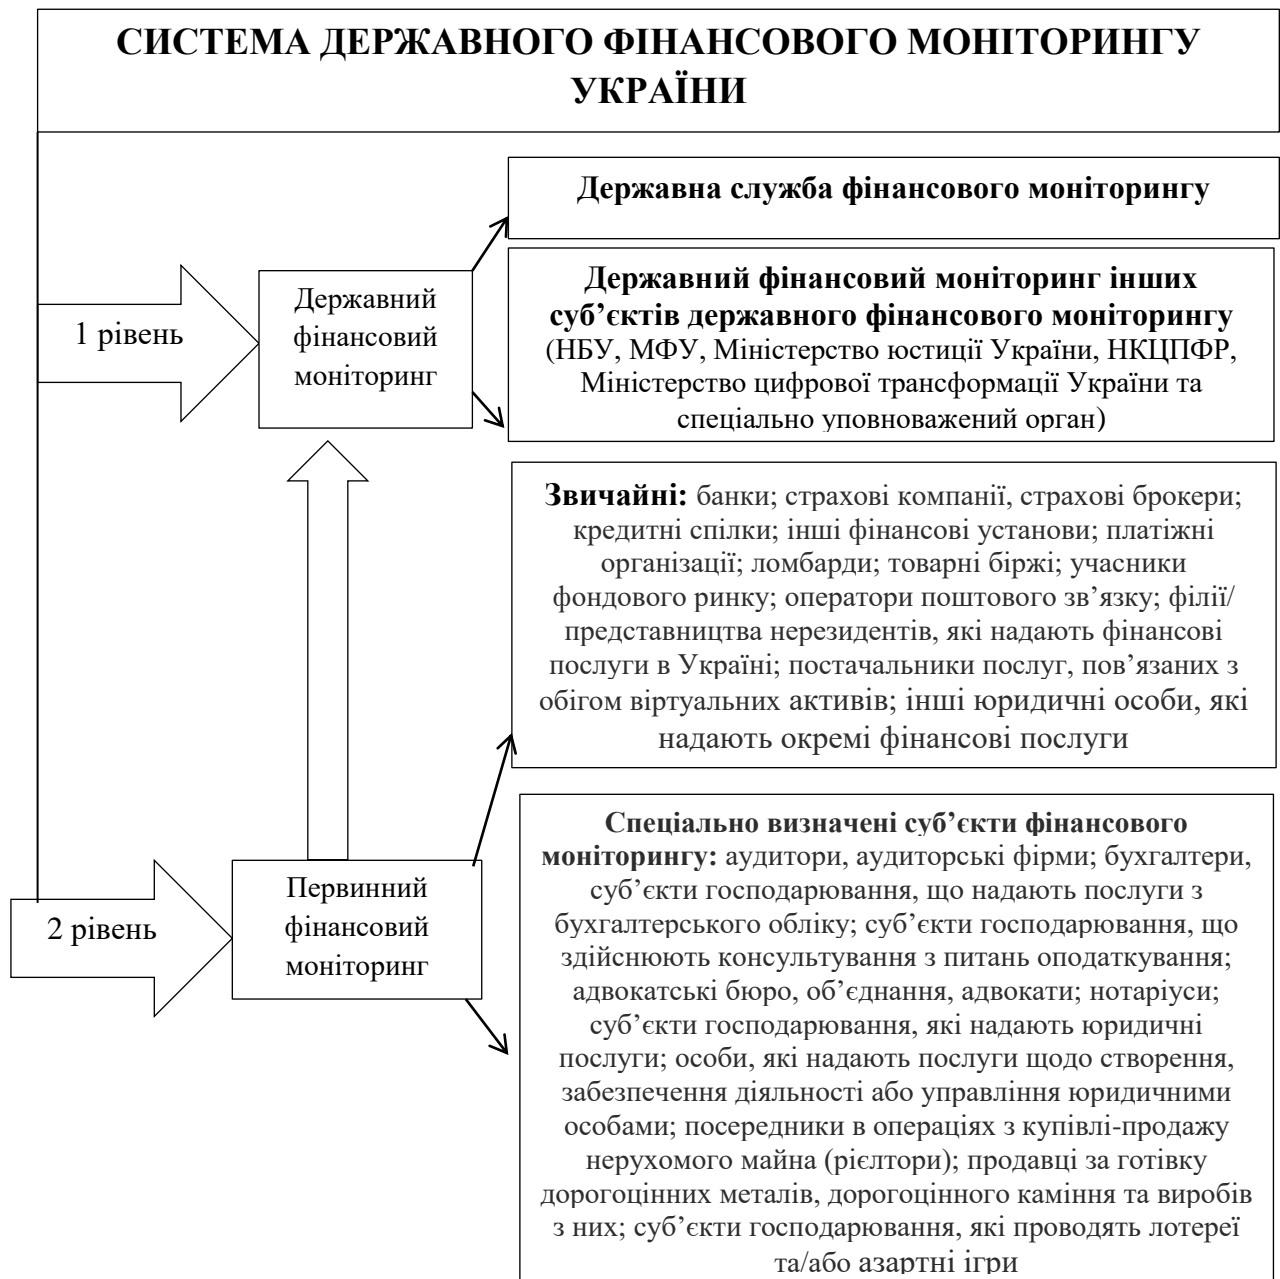 СИСТЕМА ДЕРЖАВНОГО ФІНАНСОВОГО МОНІТОРИНГУ
УКРАЇНИ
1 рівень
Державний
фінансовий
моніторинг
Державна служба фінансового моніторингу
Державний фінансовий моніторинг інших
суб’єктів державного фінансового моніторингу
(НБУ, МФУ, Міністерство юстиції України, НКЦПФР,
Міністерство цифрової трансформації України та
спеціально уповноважений орган)
2 рівень
Первинний
фінансовий
моніторинг
Звичайні: банки; страхові компанії, страхові брокери;
кредитні спілки; інші фінансові установи; платіжні
організації; ломбарди; товарні біржі; учасники
фондового ринку; оператори поштового зв’язку; філії/
представництва нерезидентів, які надають фінансові
послуги в Україні; постачальники послуг, пов’язаних з
обігом віртуальних активів; інші юридичні особи, які
надають окремі фінансові послуги
Спеціально визначені суб’єкти фінансового
моніторингу: аудитори, аудиторські фірми; бухгалтери,
суб’єкти господарювання, що надають послуги з
бухгалтерського обліку; суб’єкти господарювання, що
здійснюють консультування з питань оподаткування;
адвокатські бюро, об’єднання, адвокати; нотаріуси;
суб’єкти господарювання, які надають юридичні
послуги; особи, які надають послуги щодо створення,
забезпечення діяльності або управління юридичними
особами; посередники в операціях з купівлі-продажу
нерухомого майна (рієлтори); продавці за готівку
дорогоцінних металів, дорогоцінного каміння та виробів
з них; суб’єкти господарювання, які проводять лотереї
та/або азартні ігри